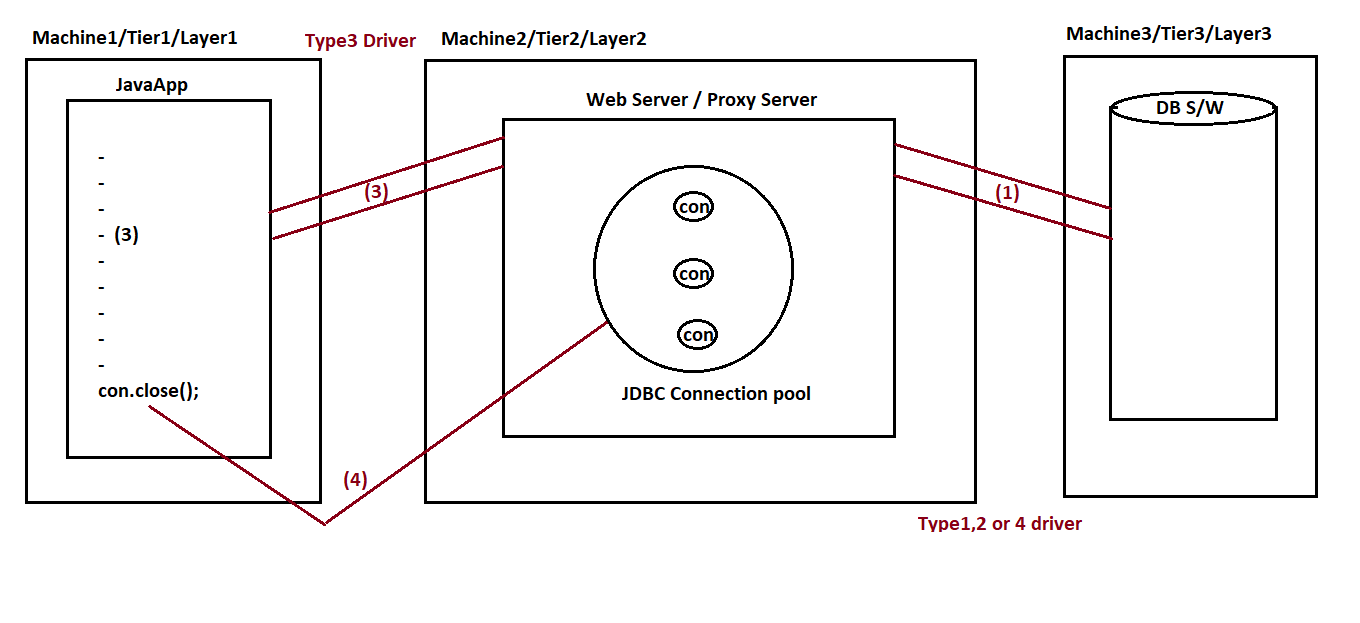 Machine1/Tier1/Layer1
Type3 Driver
Machine2/Tier2/Layer2
Machine3/Tier3/Layer3
JavaApp
Web Server / Proxy Server
DB S/W
-
-
-
- (3)
-
-
-
-
-
con.close();
(3)
(1)
con
con
con
JDBC Connection pool
(4)
Type1,2 or 4 driver